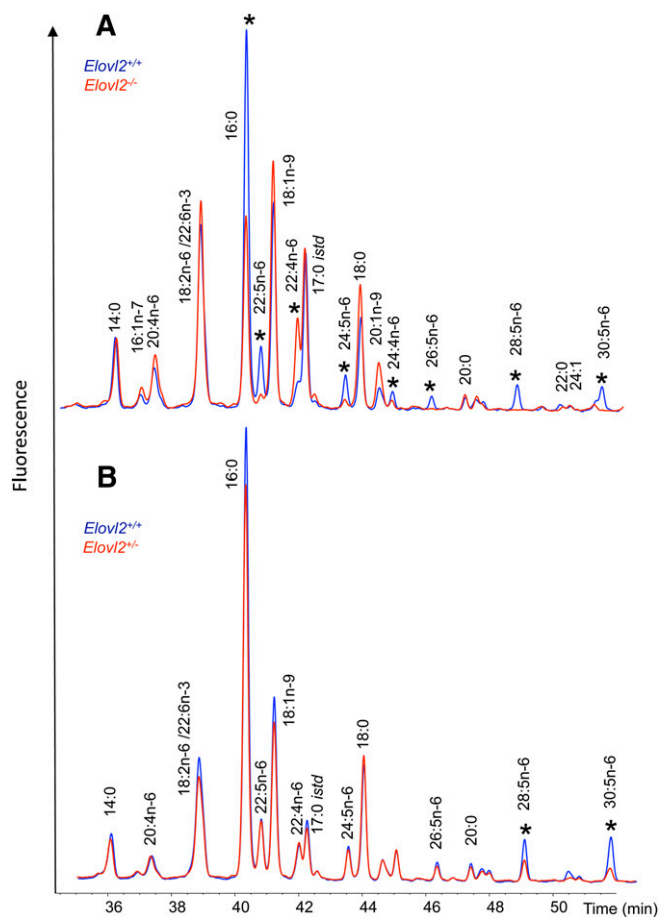 Fluorescence
A
Elovl2+/+
Elovl2-/-
14:0
16:1n-7
20:4n-6
18:2n-6 /22:6n-3
16:0
*
22:5n-6
*
18:1n-9
22:4n-6
*
17:0 istd
24:5n-6
*
18:0
20:1n-9
24:4n-6
*
26:5n-6
*
20:0
28:5n-6
*
22:0
24:1
30:5n-6
*
B
Elovl2+/+
Elovl2+/-
14:0
20:4n-6
18:2n-6 /22:6n-3
16:0
22:5n-6
18:1n-9
22:4n-6
17:0 istd
24:5n-6
18:0
26:5n-6
20:0
28:5n-6
*
30:5n-6
*
36 38 40 42 44 46 48 50 Time (min)